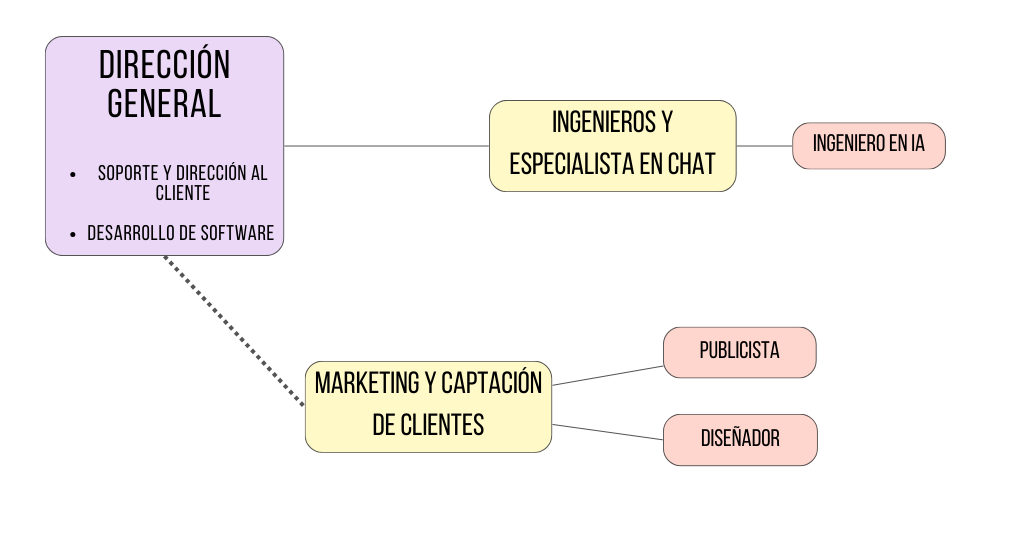 DIRECCIÓN
GENERAL
• SOPORTE Y DIRECCIÓN AL
CLIENTE
• DESARROLLO DE SOFTWARE
INGENIEROS Y
ESPECIALISTA EN CHAT
INGENIERO EN IA
MARKETING Y CAPTACIÓN
DE CLIENTES
PUBLICISTA
DISEÑADOR